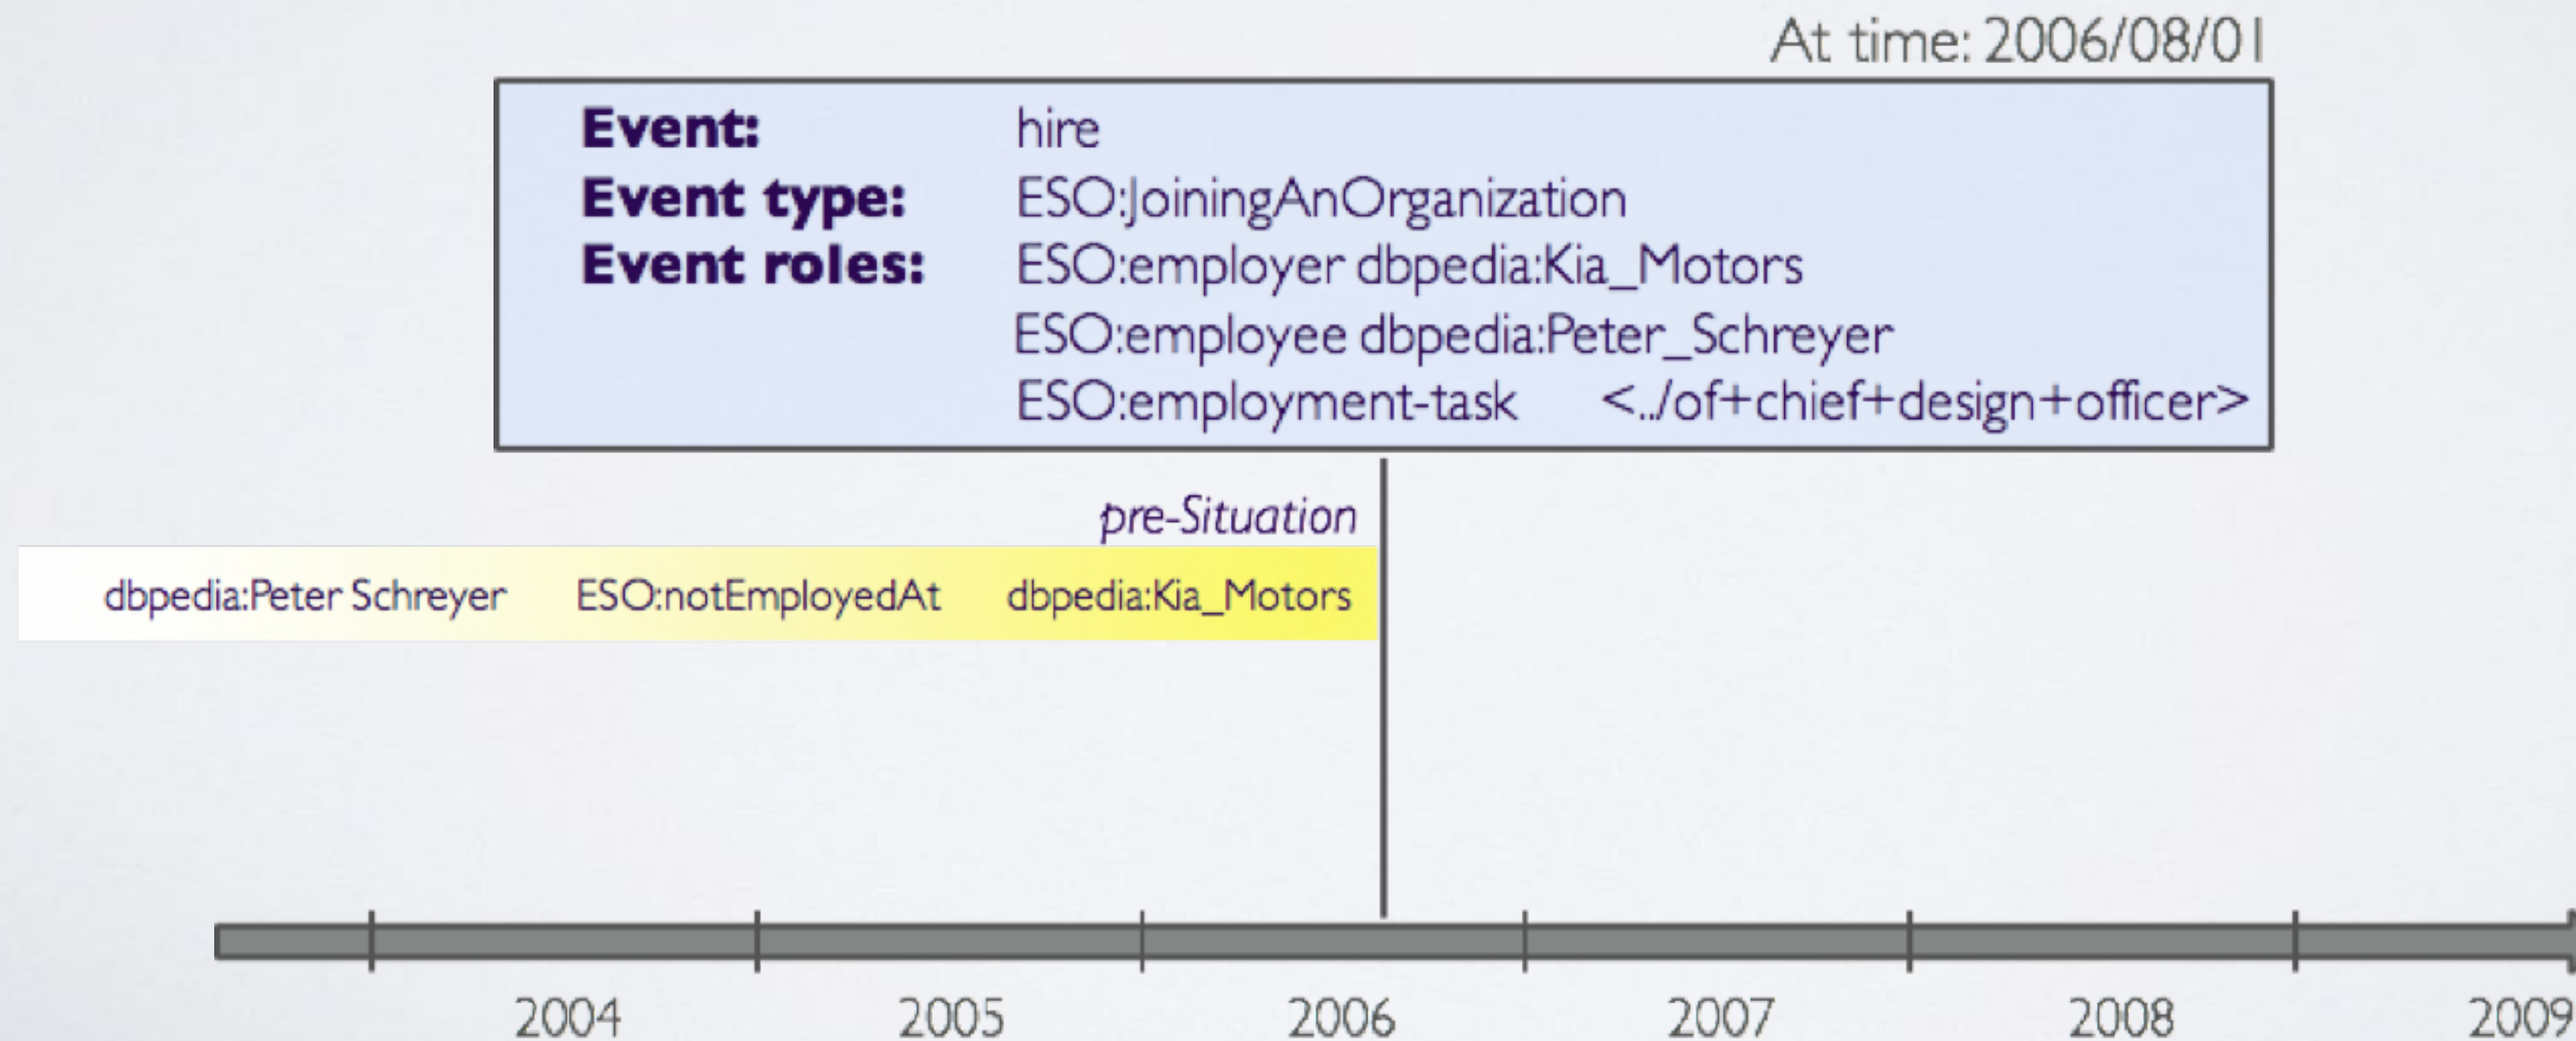 At time: 2006/08/01
Event: hire
Event type: ESO:JoiningAnOrganization
Event roles: ESO:employer dbpedia:Kia_Motors
ESO:employee dbpedia:Peter_Schreyer
ESO:employment-task <../of+chief+design+officer>
pre-Situation
dbpedia:Peter Schreyer ESO:notEmployedAt dbpedia:Kia_Motors
2004 2005 2006 2007 2008 2009